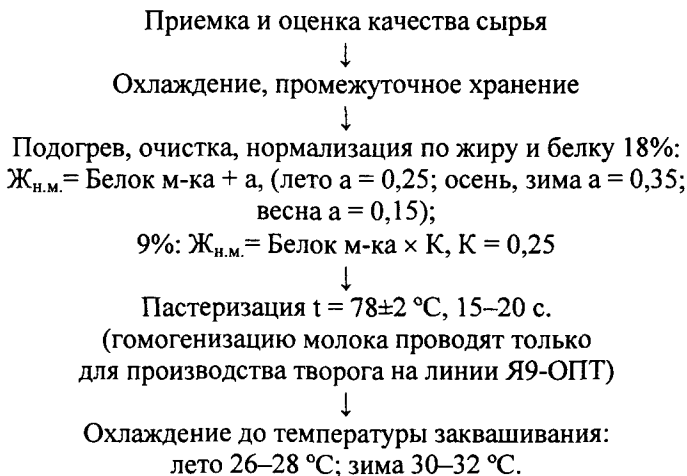 Приемка и оценка качества сырья
↓
Охлаждение, промежуточное хранение
↓
Подогрев, очистка, нормализация по жиру и белку 18%:
Жн.м.= Белок м-ка + а, (лето а = 0,25; осень, зима а = 0,35;
весна а = 0,15);
9%: Жн.м.= Белок м-ка × К, К = 0,25
↓
Пастеризация t = 78±2 °С, 15–20 с.
(гомогенизацию молока проводят только
для производства творога на линии Я9-ОПТ)
↓
Охлаждение до температуры заквашивания:
лето 26–28 °С; зима 30–32 °С.